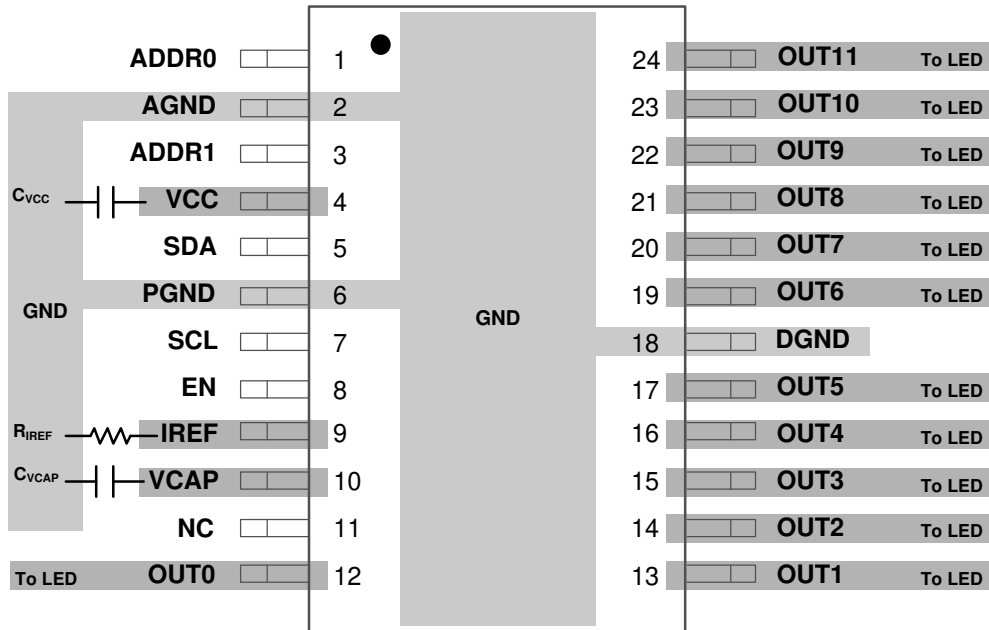 ADDR0 1 24 OUT11 To LED
AGND 2 23 OUT10 To LED
ADDR1 3 22 OUT9 To LED
CVCC VCC 4 21 OUT8 To LED
SDA 5 20 OUT7 To LED
PGND 6 19 OUT6 To LED
GND GND
SCL 7 18 DGND
EN 8 17 OUT5 To LED
RIREF IREF 9 16 OUT4 To LED
CVCAP VCAP 10 15 OUT3 To LED
NC 11 14 OUT2 To LED
To LED OUT0 12 13 OUT1 To LED